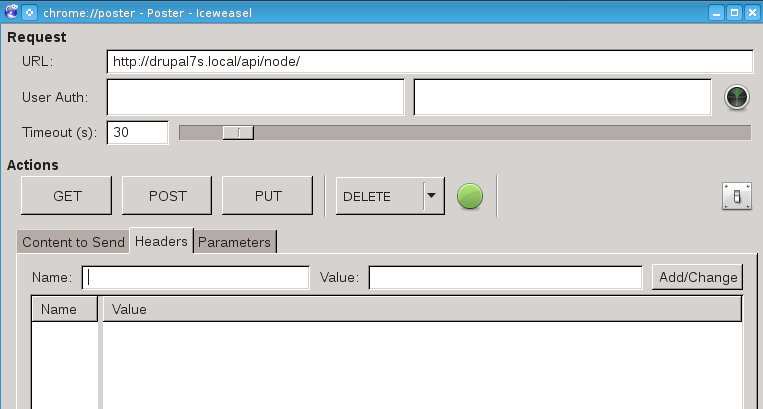 chrome://poster - Poster - Iceweasel
Request
URL: http://drupal7s.local/api/node/
User Auth:
Timeout (s): 30
Actions
GET POST PUT DELETE
Content to Send Headers Parameters
Name: Value: Add/Change
Name Value